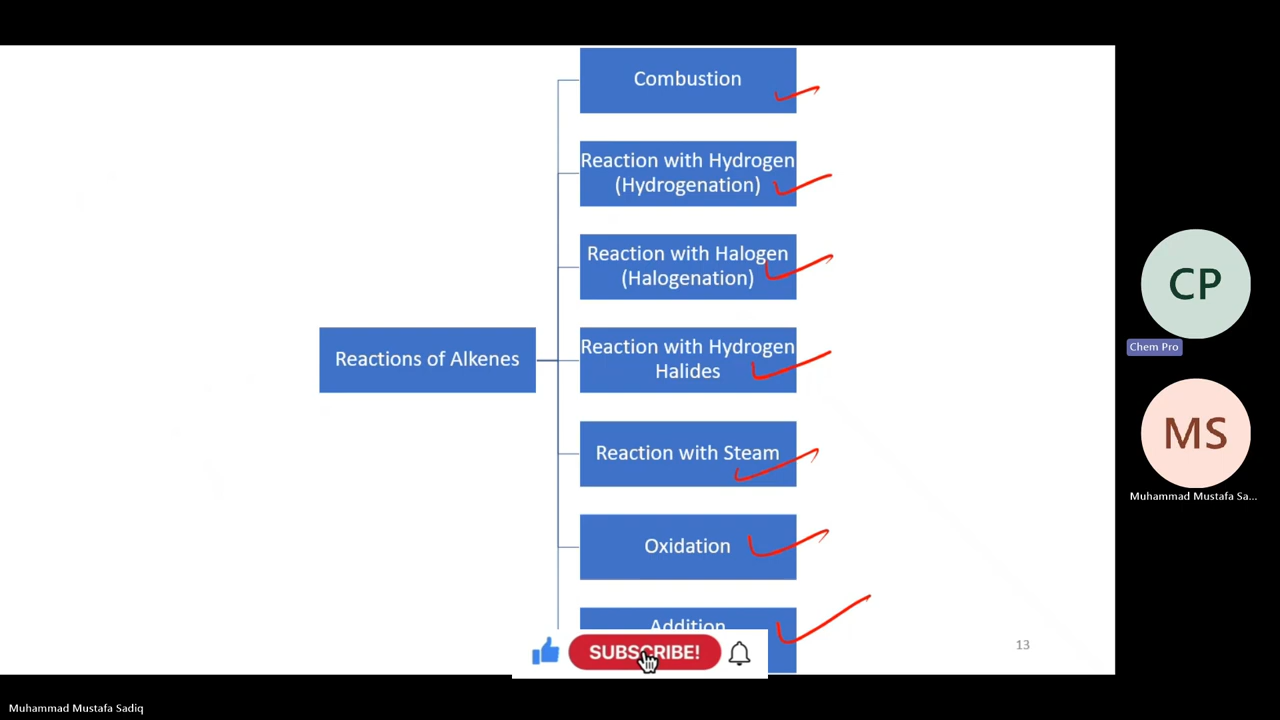 Combustion
Reaction with Hydrogen
(Hydrogenation)
Reaction with Halogen
(Halogenation)
Reactions of Alkenes
Reaction with Hydrogen
Halides
Reaction with Steam
Oxidation
Addition
SUBSCRIBE!
13
CP
Chem Pro
MS
Muhammad Mustafa Sa...
Muhammad Mustafa Sadiq